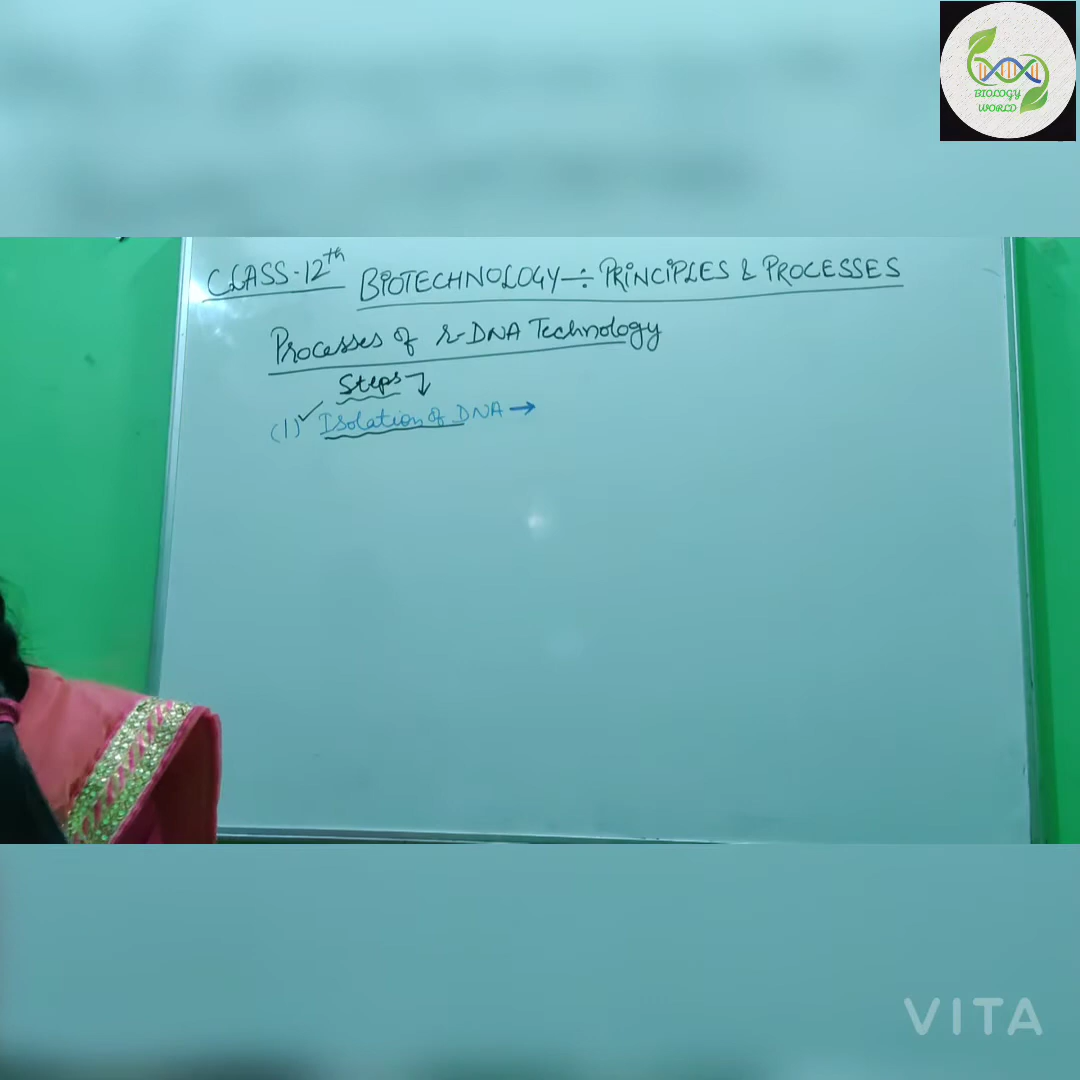 BIOLOGY
WORLD
CLASS-12th BIOTECHNOLOGY÷ PRINCIPLES & PROCESSES
Processes of r-DNA Technology
Steps
(1) ✓ Isolation of DNA →
VITA